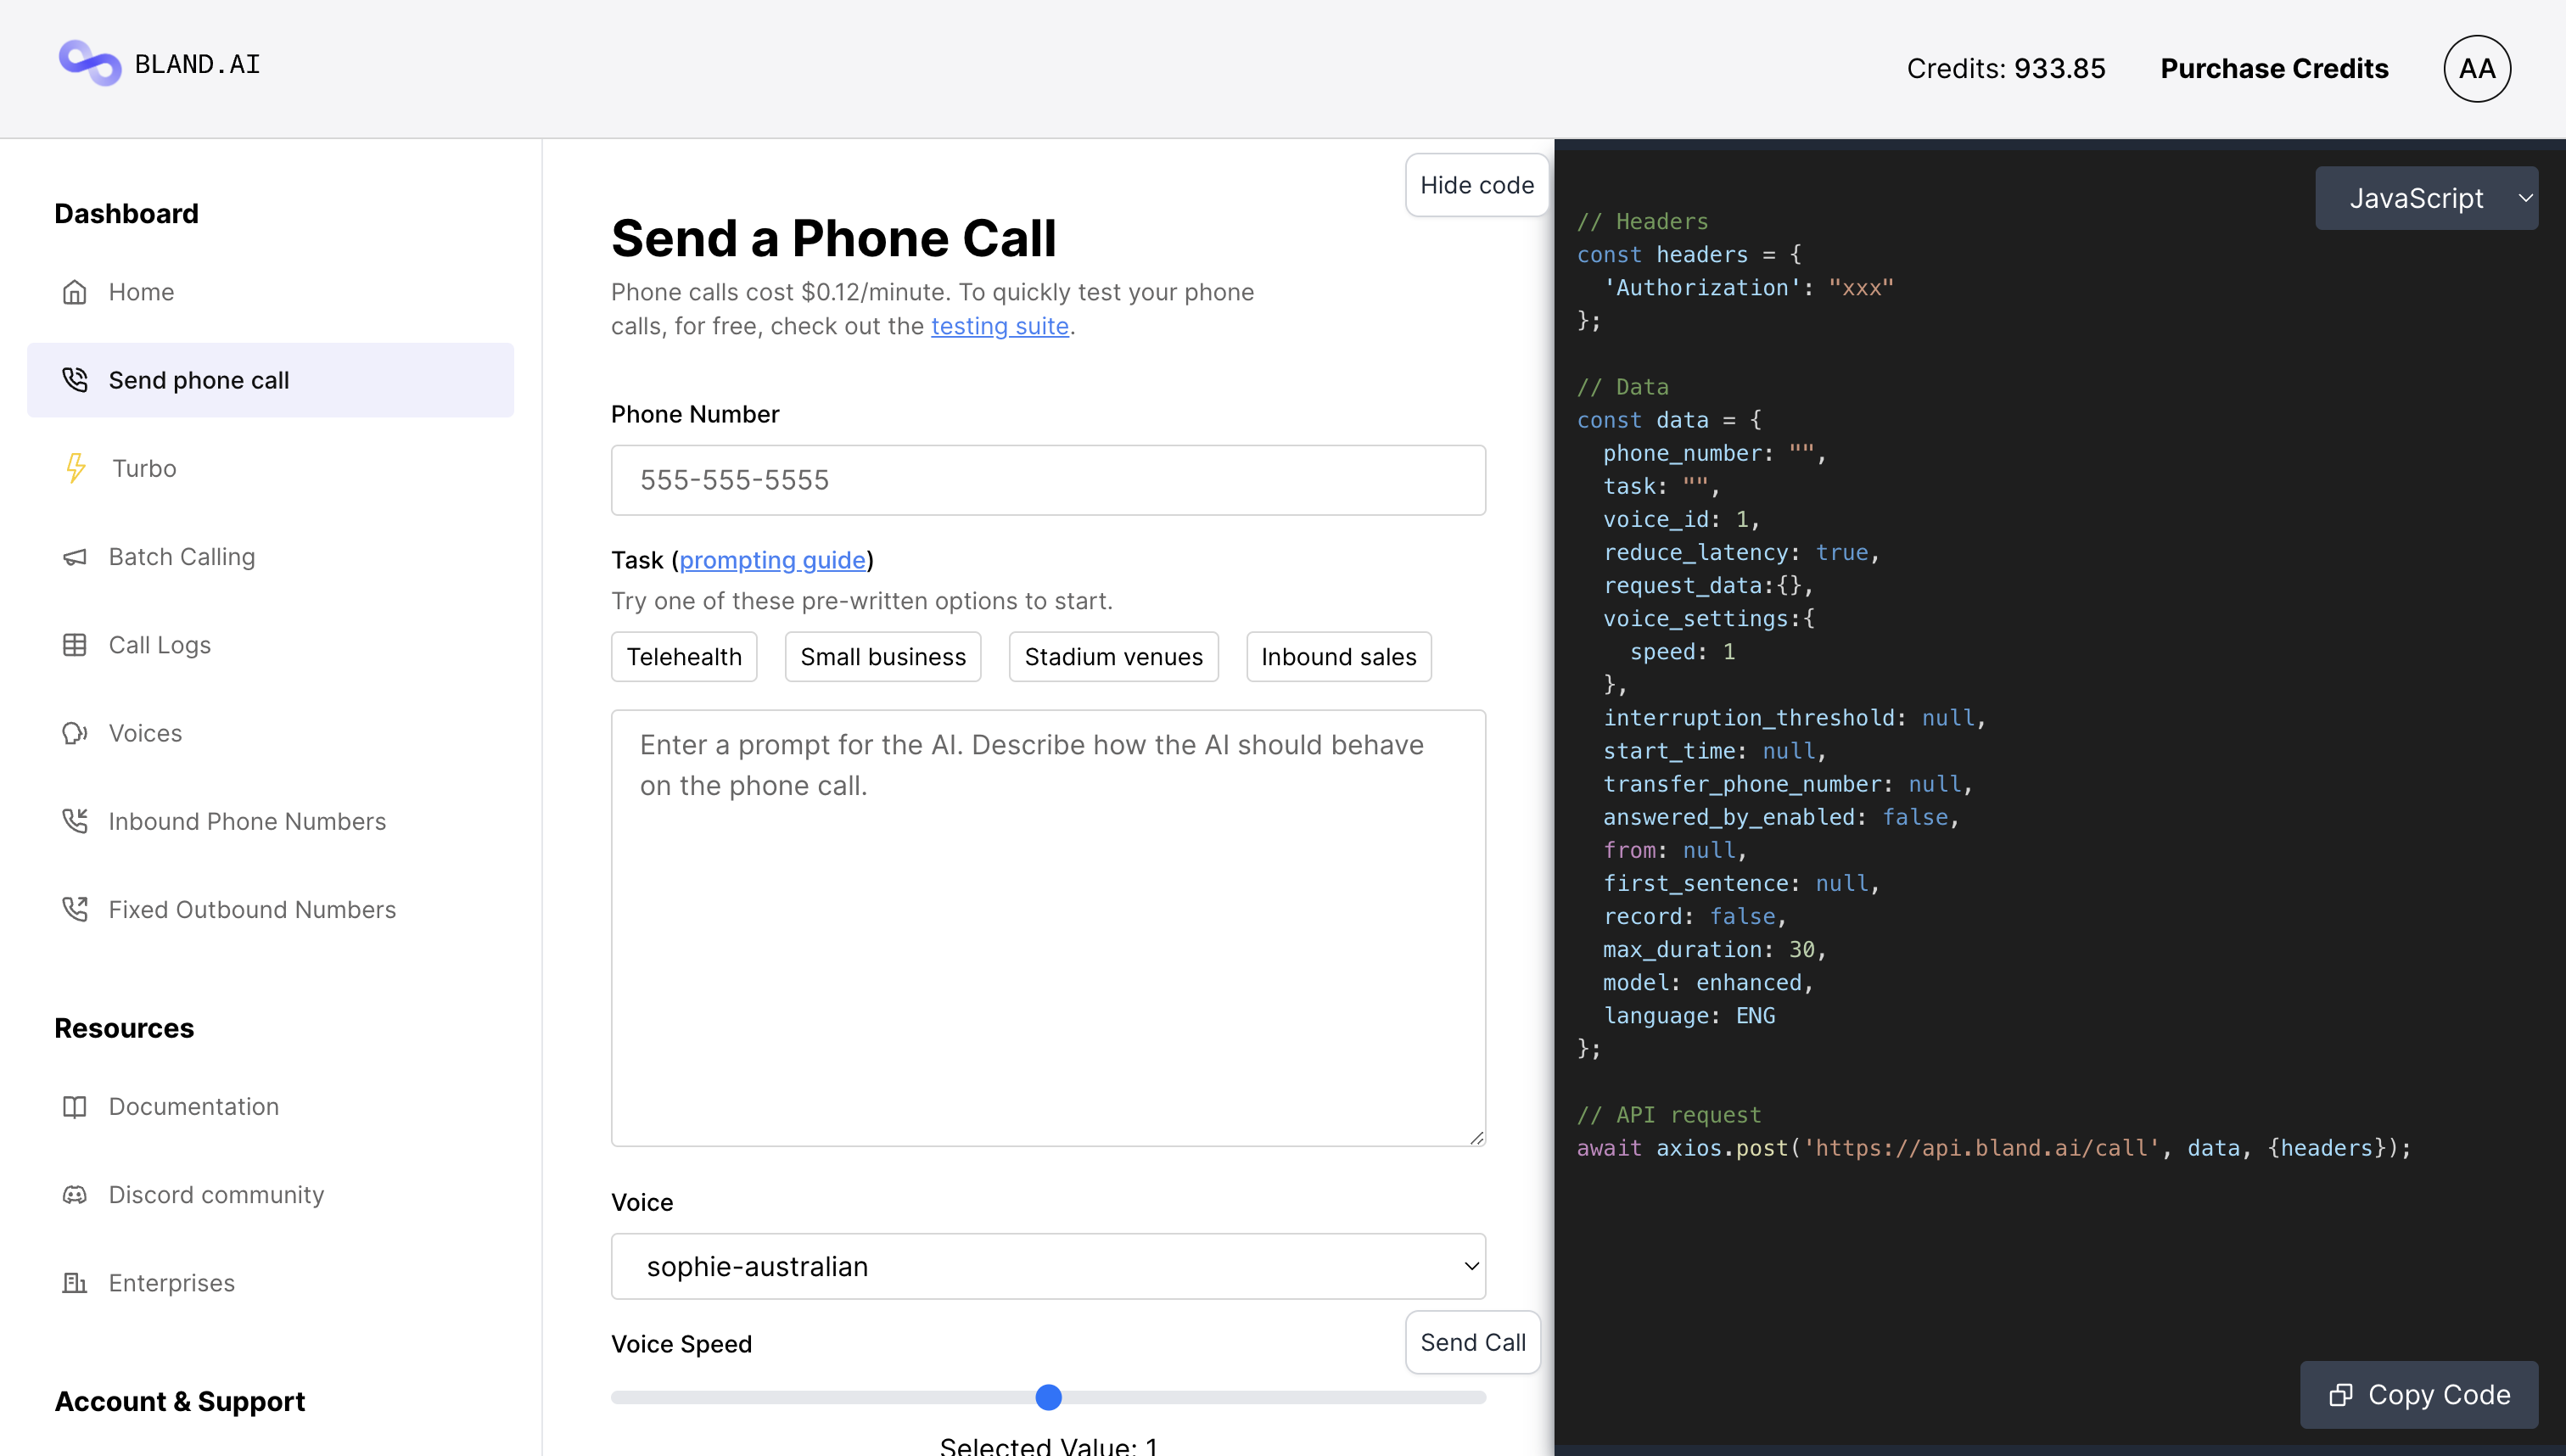 BLAND.AI
Credits: 933.85
Purchase Credits
AA
Dashboard
Home
Send phone call
Turbo
Batch Calling
Call Logs
Voices
Inbound Phone Numbers
Fixed Outbound Numbers
Resources
Documentation
Discord community
Enterprises
Account & Support
Hide code
Send a Phone Call
Phone calls cost $0.12/minute. To quickly test your phone
calls, for free, check out the testing suite.
Phone Number
555-555-5555
Task (prompting guide)
Try one of these pre-written options to start.
Telehealth
Small business
Stadium venues
Inbound sales
Enter a prompt for the AI. Describe how the AI should behave
on the phone call.
Voice
sophie-australian
Voice Speed
Send Call
Selected Value: 1
JavaScript
// Headers
const headers = {
  'Authorization': "xxx"
};
// Data
const data = {
  phone_number: "",
  task: "",
  voice_id: 1,
  reduce_latency: true,
  request_data:{},
  voice_settings:{
    speed: 1
  },
  interruption_threshold: null,
  start_time: null,
  transfer_phone_number: null,
  answered_by_enabled: false,
  from: null,
  first_sentence: null,
  record: false,
  max_duration: 30,
  model: enhanced,
  language: ENG
};
// API request
await axios.post('https://api.bland.ai/call', data, {headers});
Copy Code